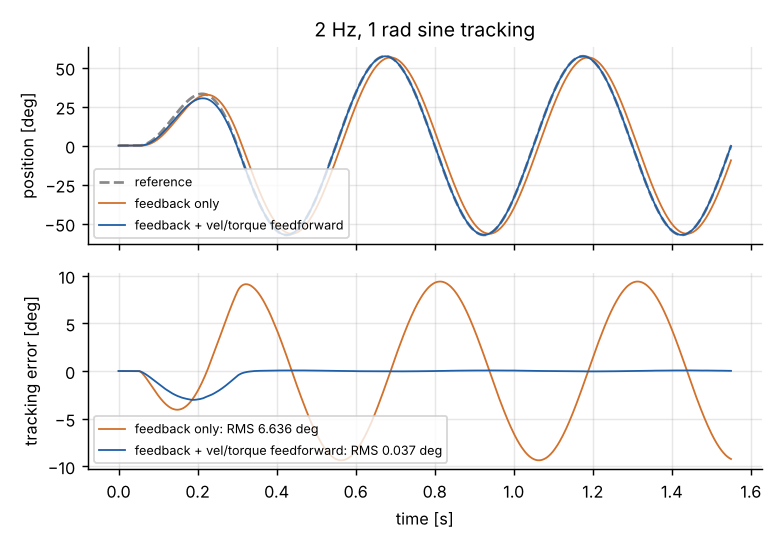 2 Hz, 1 rad sine tracking
position [deg]
50
25
0
−25
−50
reference
feedback only
feedback + vel/torque feedforward
tracking error [deg]
10
5
0
−5
−10
feedback only: RMS 6.636 deg
feedback + vel/torque feedforward: RMS 0.037 deg
0.0 0.2 0.4 0.6 0.8 1.0 1.2 1.4 1.6
time [s]